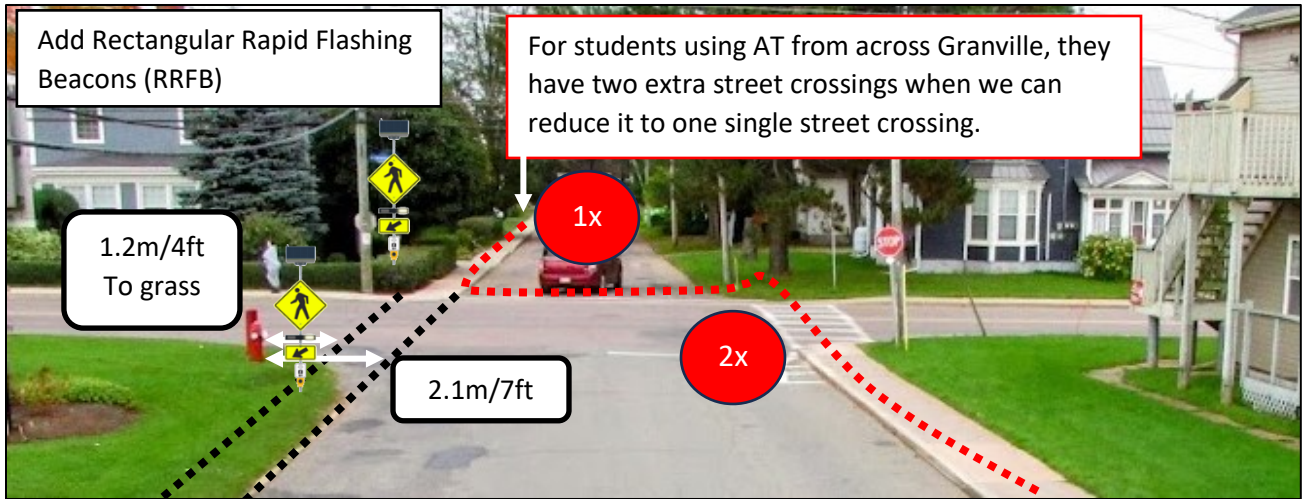 Add Rectangular Rapid Flashing
Beacons (RRFB)
For students using AT from across Granville, they
have two extra street crossings when we can
reduce it to one single street crossing.
1x
1.2m/4ft
To grass
STOP
2x
2.1m/7ft